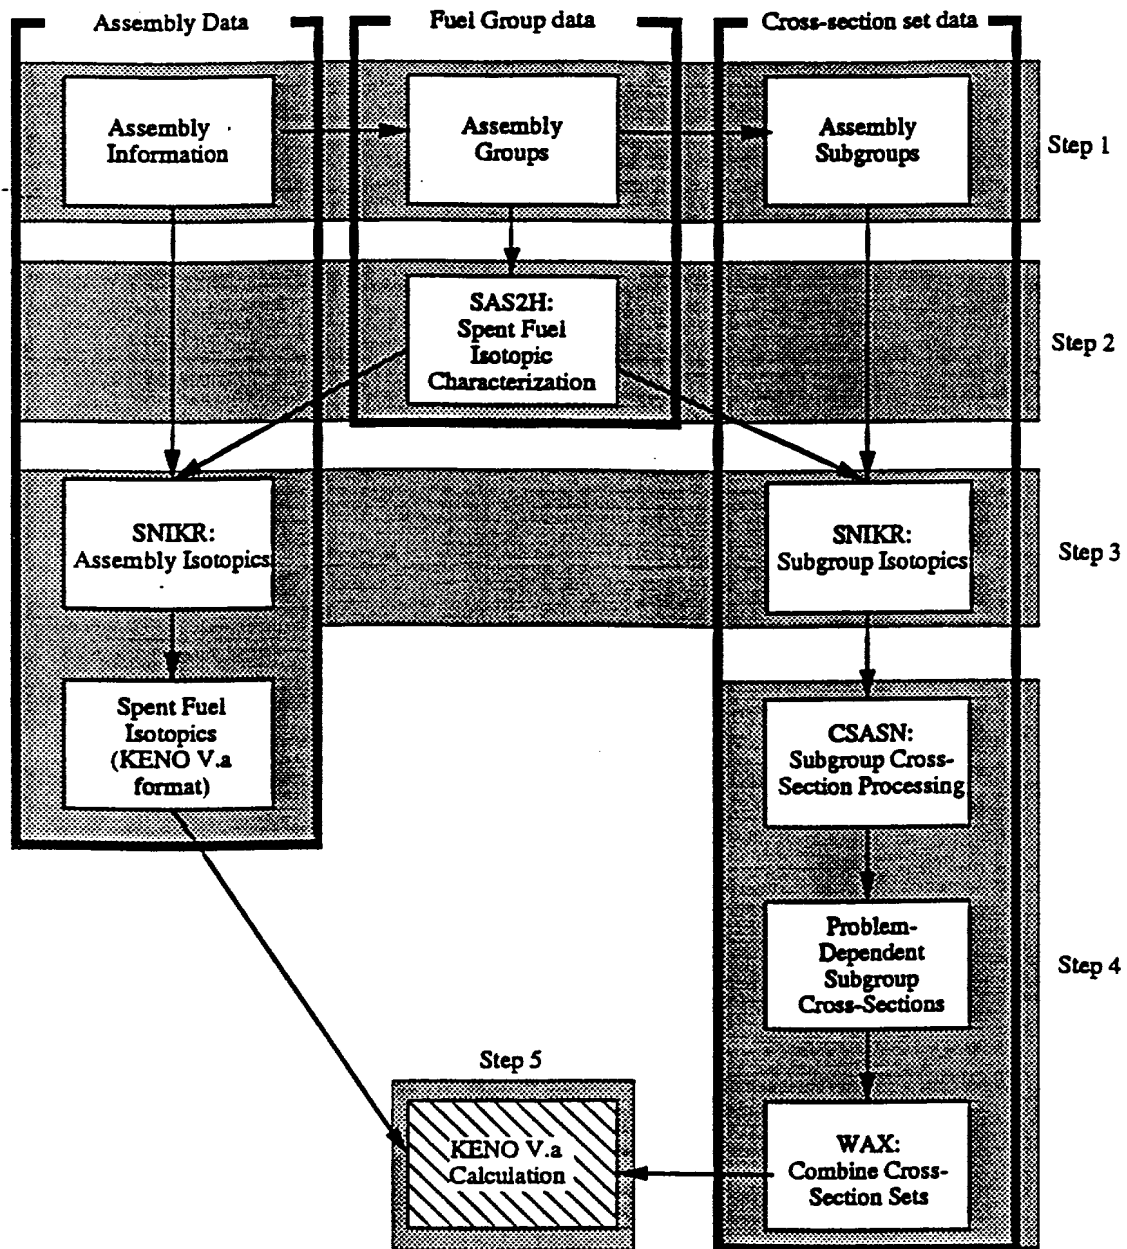 Assembly Data
Fuel Group data
Cross-section set data
Assembly
Information
Assembly
Groups
Assembly
Subgroups
Step 1
SAS2H:
Spent Fuel
Isotopic
Characterization
Step 2
SNIKR:
Assembly Isotopics
SNIKR:
Subgroup Isotopics
Step 3
Spent Fuel
Isotopics
(KENO V.a
format)
CSASN:
Subgroup Cross-
Section Processing
Problem-
Dependent
Subgroup
Cross-Sections
Step 4
Step 5
KENO V.a
Calculation
WAX:
Combine Cross-
Section Sets